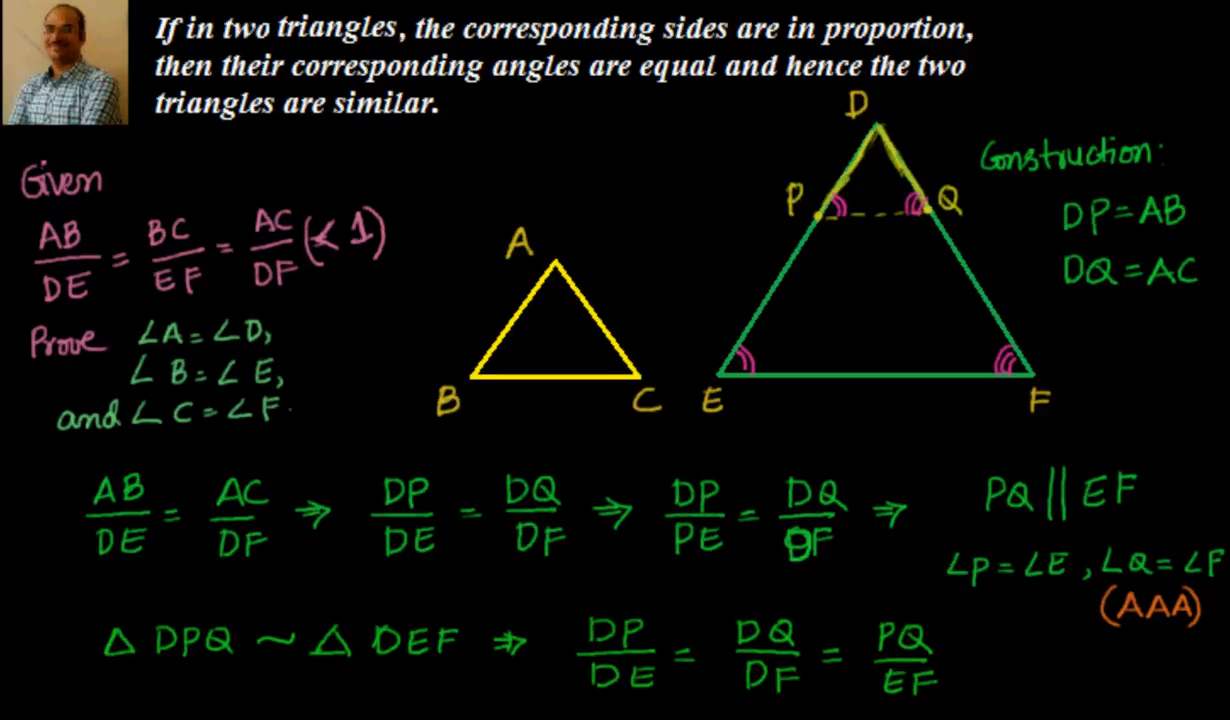 If in two triangles, the corresponding sides are in proportion,
then their corresponding angles are equal and hence the two
triangles are similar.
Given
AB/DE = BC/EF = AC/DF (< 1)
Prove ∠A = ∠D,
∠B = ∠E,
and ∠C = ∠F.
A
B
C
D
P
Q
E
F
Construction:
DP = AB
DQ = AC
AB/DE = AC/DF ⇒ DP/DE = DQ/DF ⇒ DP/PE = DQ/QF ⇒ PQ || EF
∠P = ∠E, ∠Q = ∠F
(AAA)
△ DPQ ~ △ DEF ⇒ DP/DE = DQ/DF = PQ/EF